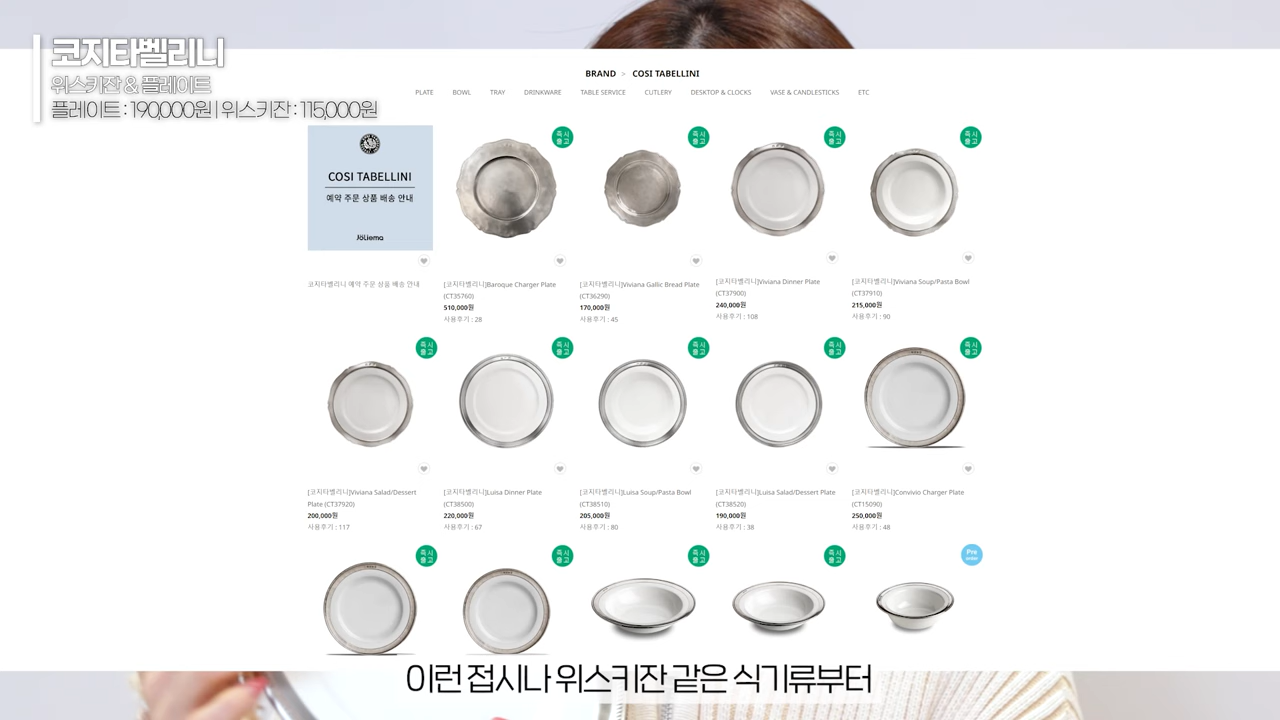 코지타벨리니
위스키잔 & 플레이트
플레이트 : 190,000원 | 위스키잔 : 115,000원
BRAND > COSI TABELLINI
PLATE BOWL TRAY DRINKWARE TABLE SERVICE CUTLERY DESKTOP & CLOCKS VASE & CANDLESTICKS ETC
COSI TABELLINI
예약 주문 상품 배송 안내
Joliema
즉시
출고
즉시
출고
즉시
출고
즉시
출고
코지타벨리니 예약 주문 상품 배송 안내
[코지타벨리니]Baroque Charger Plate
(CT35760)
510,000원
사용후기 : 28
[코지타벨리니]Viviana Gallic Bread Plate
(CT36290)
170,000원
사용후기 : 45
[코지타벨리니]Viviana Dinner Plate
(CT37900)
240,000원
사용후기 : 108
[코지타벨리니]Viviana Soup/Pasta Bowl
(CT37910)
215,000원
사용후기 : 90
즉시
출고
즉시
출고
즉시
출고
즉시
출고
즉시
출고
[코지타벨리니]Viviana Salad/Dessert
Plate (CT37920)
200,000원
사용후기 : 117
[코지타벨리니]Luisa Dinner Plate
(CT38500)
220,000원
사용후기 : 67
[코지타벨리니]Luisa Soup/Pasta Bowl
(CT38510)
205,000원
사용후기 : 80
[코지타벨리니]Luisa Salad/Dessert Plate
(CT38520)
190,000원
사용후기 : 38
[코지타벨리니]Convivio Charger Plate
(CT15090)
250,000원
사용후기 : 48
즉시
출고
즉시
출고
즉시
출고
즉시
출고
Pre
order
이런 접시나 위스키잔 같은 식기류부터